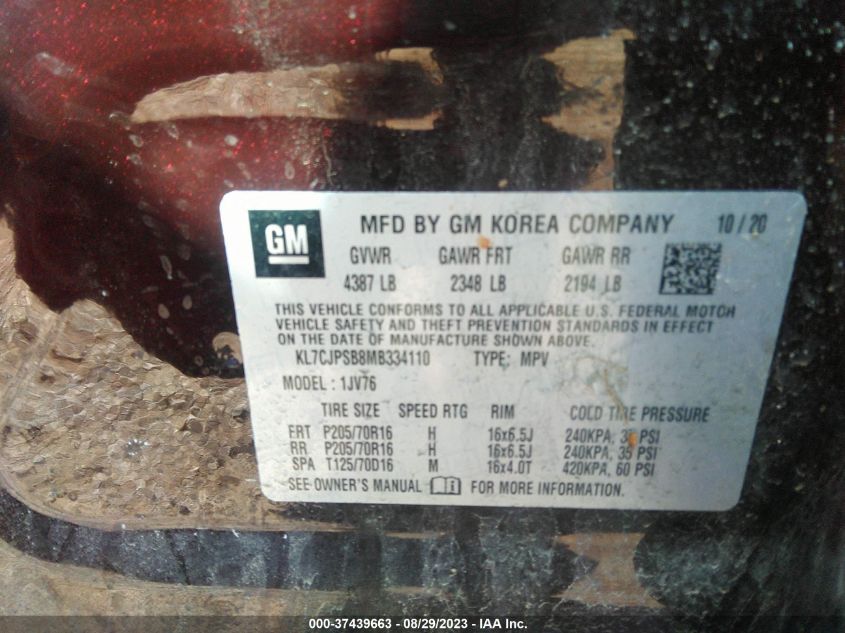 GM MFD BY GM KOREA COMPANY 10/20
GVWR GAWR FRT GAWR RR
4387 LB 2348 LB 2194 LB
THIS VEHICLE CONFORMS TO ALL APPLICABLE U.S. FEDERAL MOTOR
VEHICLE SAFETY AND THEFT PREVENTION STANDARDS IN EFFECT
ON THE DATE OF MANUFACTURE SHOWN ABOVE.
KL7CJPSB8MB334110 TYPE: MPV
MODEL: 1JV76
TIRE SIZE SPEED RTG RIM COLD TIRE PRESSURE
FRT P205/70R16 H 16x6.5J 240KPA, PSI
RR P205/70R16 H 16x6.5J 240KPA, 35 PSI
SPA T125/70D16 M 16x4.0T 420KPA, 60 PSI
SEE OWNER'S MANUAL FOR MORE INFORMATION.
000-37439663 - 08/29/2023 - IAA Inc.